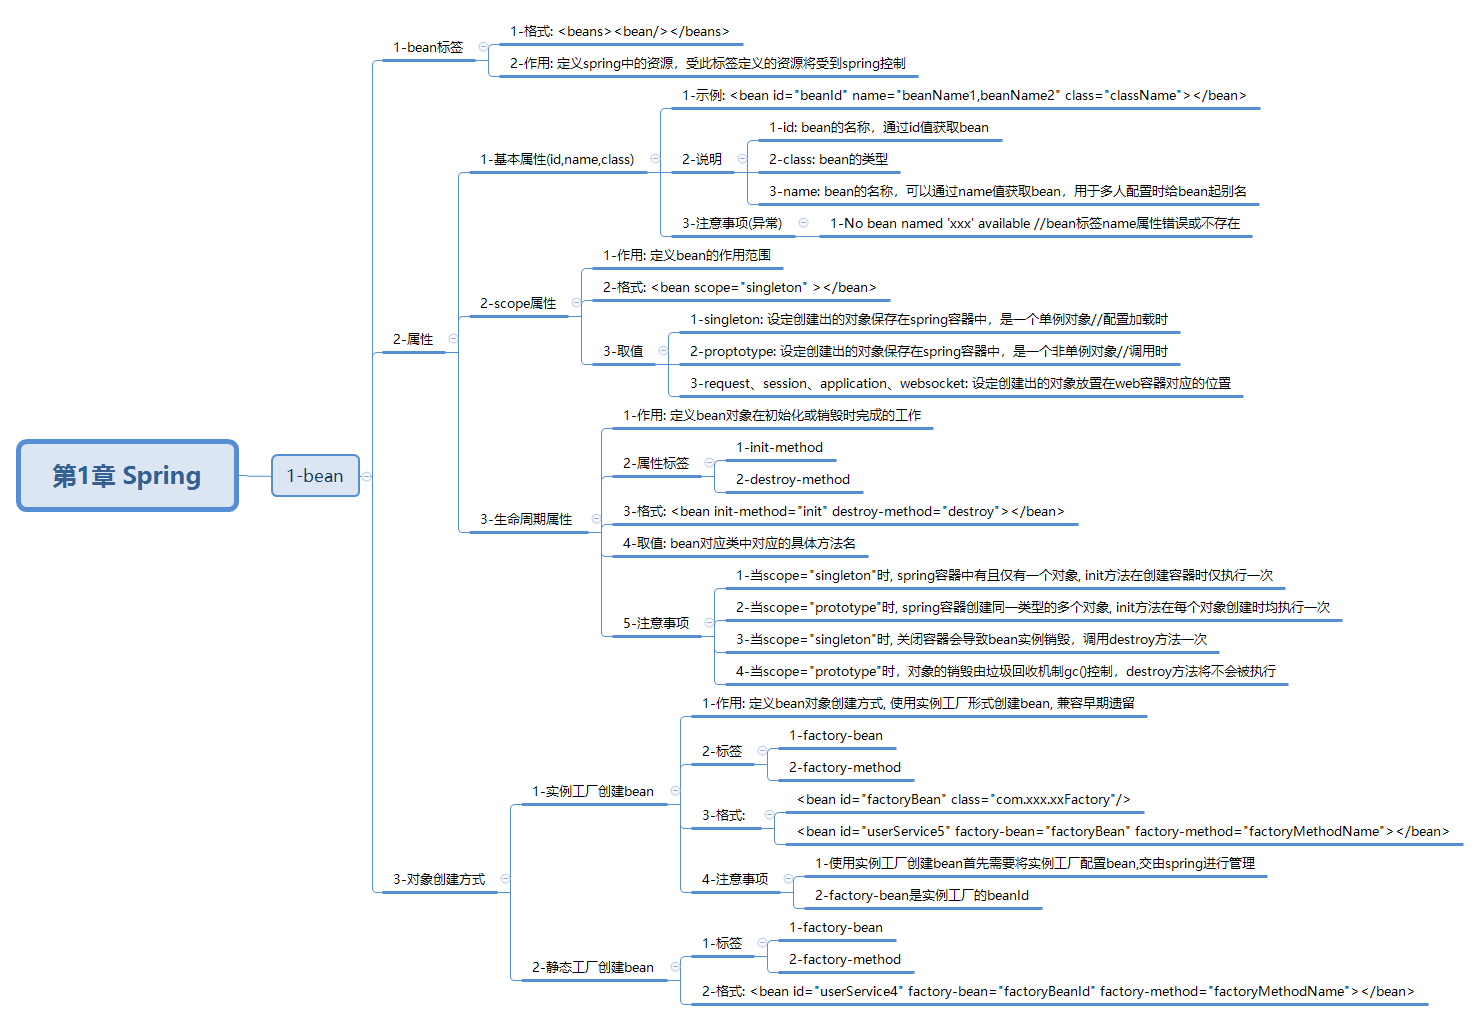 第1章 Spring
1-bean
1-bean标签
1-格式: <beans><bean/></beans>
2-作用: 定义spring中的资源，受此标签定义的资源将受到spring控制
2-属性
1-基本属性(id,name,class)
1-示例: <bean id="beanId" name="beanName1,beanName2" class="className"></bean>
2-说明
1-id: bean的名称，通过id值获取bean
2-class: bean的类型
3-name: bean的名称，可以通过name值获取bean，用于多人配置时给bean起别名
3-注意事项(异常)
1-No bean named 'xxx' available //bean标签name属性错误或不存在
2-scope属性
1-作用: 定义bean的作用范围
2-格式: <bean scope="singleton" ></bean>
3-取值
1-singleton: 设定创建出的对象保存在spring容器中，是一个单例对象//配置加载时
2-proptotype: 设定创建出的对象保存在spring容器中，是一个非单例对象//调用时
3-request、session、application、websocket: 设定创建出的对象放置在web容器对应的位置
3-生命周期属性
1-作用: 定义bean对象在初始化或销毁时完成的工作
2-属性标签
1-init-method
2-destroy-method
3-格式: <bean init-method="init" destroy-method="destroy"></bean>
4-取值: bean对应类中对应的具体方法名
5-注意事项
1-当scope="singleton"时, spring容器中有且仅有一个对象, init方法在创建容器时仅执行一次
2-当scope="prototype"时, spring容器创建同一类型的多个对象, init方法在每个对象创建时均执行一次
3-当scope="singleton"时, 关闭容器会导致bean实例销毁，调用destroy方法一次
4-当scope="prototype"时，对象的销毁由垃圾回收机制gc()控制，destroy方法将不会被执行
3-对象创建方式
1-实例工厂创建bean
1-作用: 定义bean对象创建方式, 使用实例工厂形式创建bean, 兼容早期遗留
2-标签
1-factory-bean
2-factory-method
3-格式:
<bean id="factoryBean" class="com.xxx.xxFactory"/>
<bean id="userService5" factory-bean="factoryBean" factory-method="factoryMethodName"></bean>
4-注意事项
1-使用实例工厂创建bean首先需要将实例工厂配置bean,交由spring进行管理
2-factory-bean是实例工厂的beanId
2-静态工厂创建bean
1-标签
1-factory-bean
2-factory-method
2-格式: <bean id="userService4" factory-bean="factoryBeanId" factory-method="factoryMethodName"></bean>